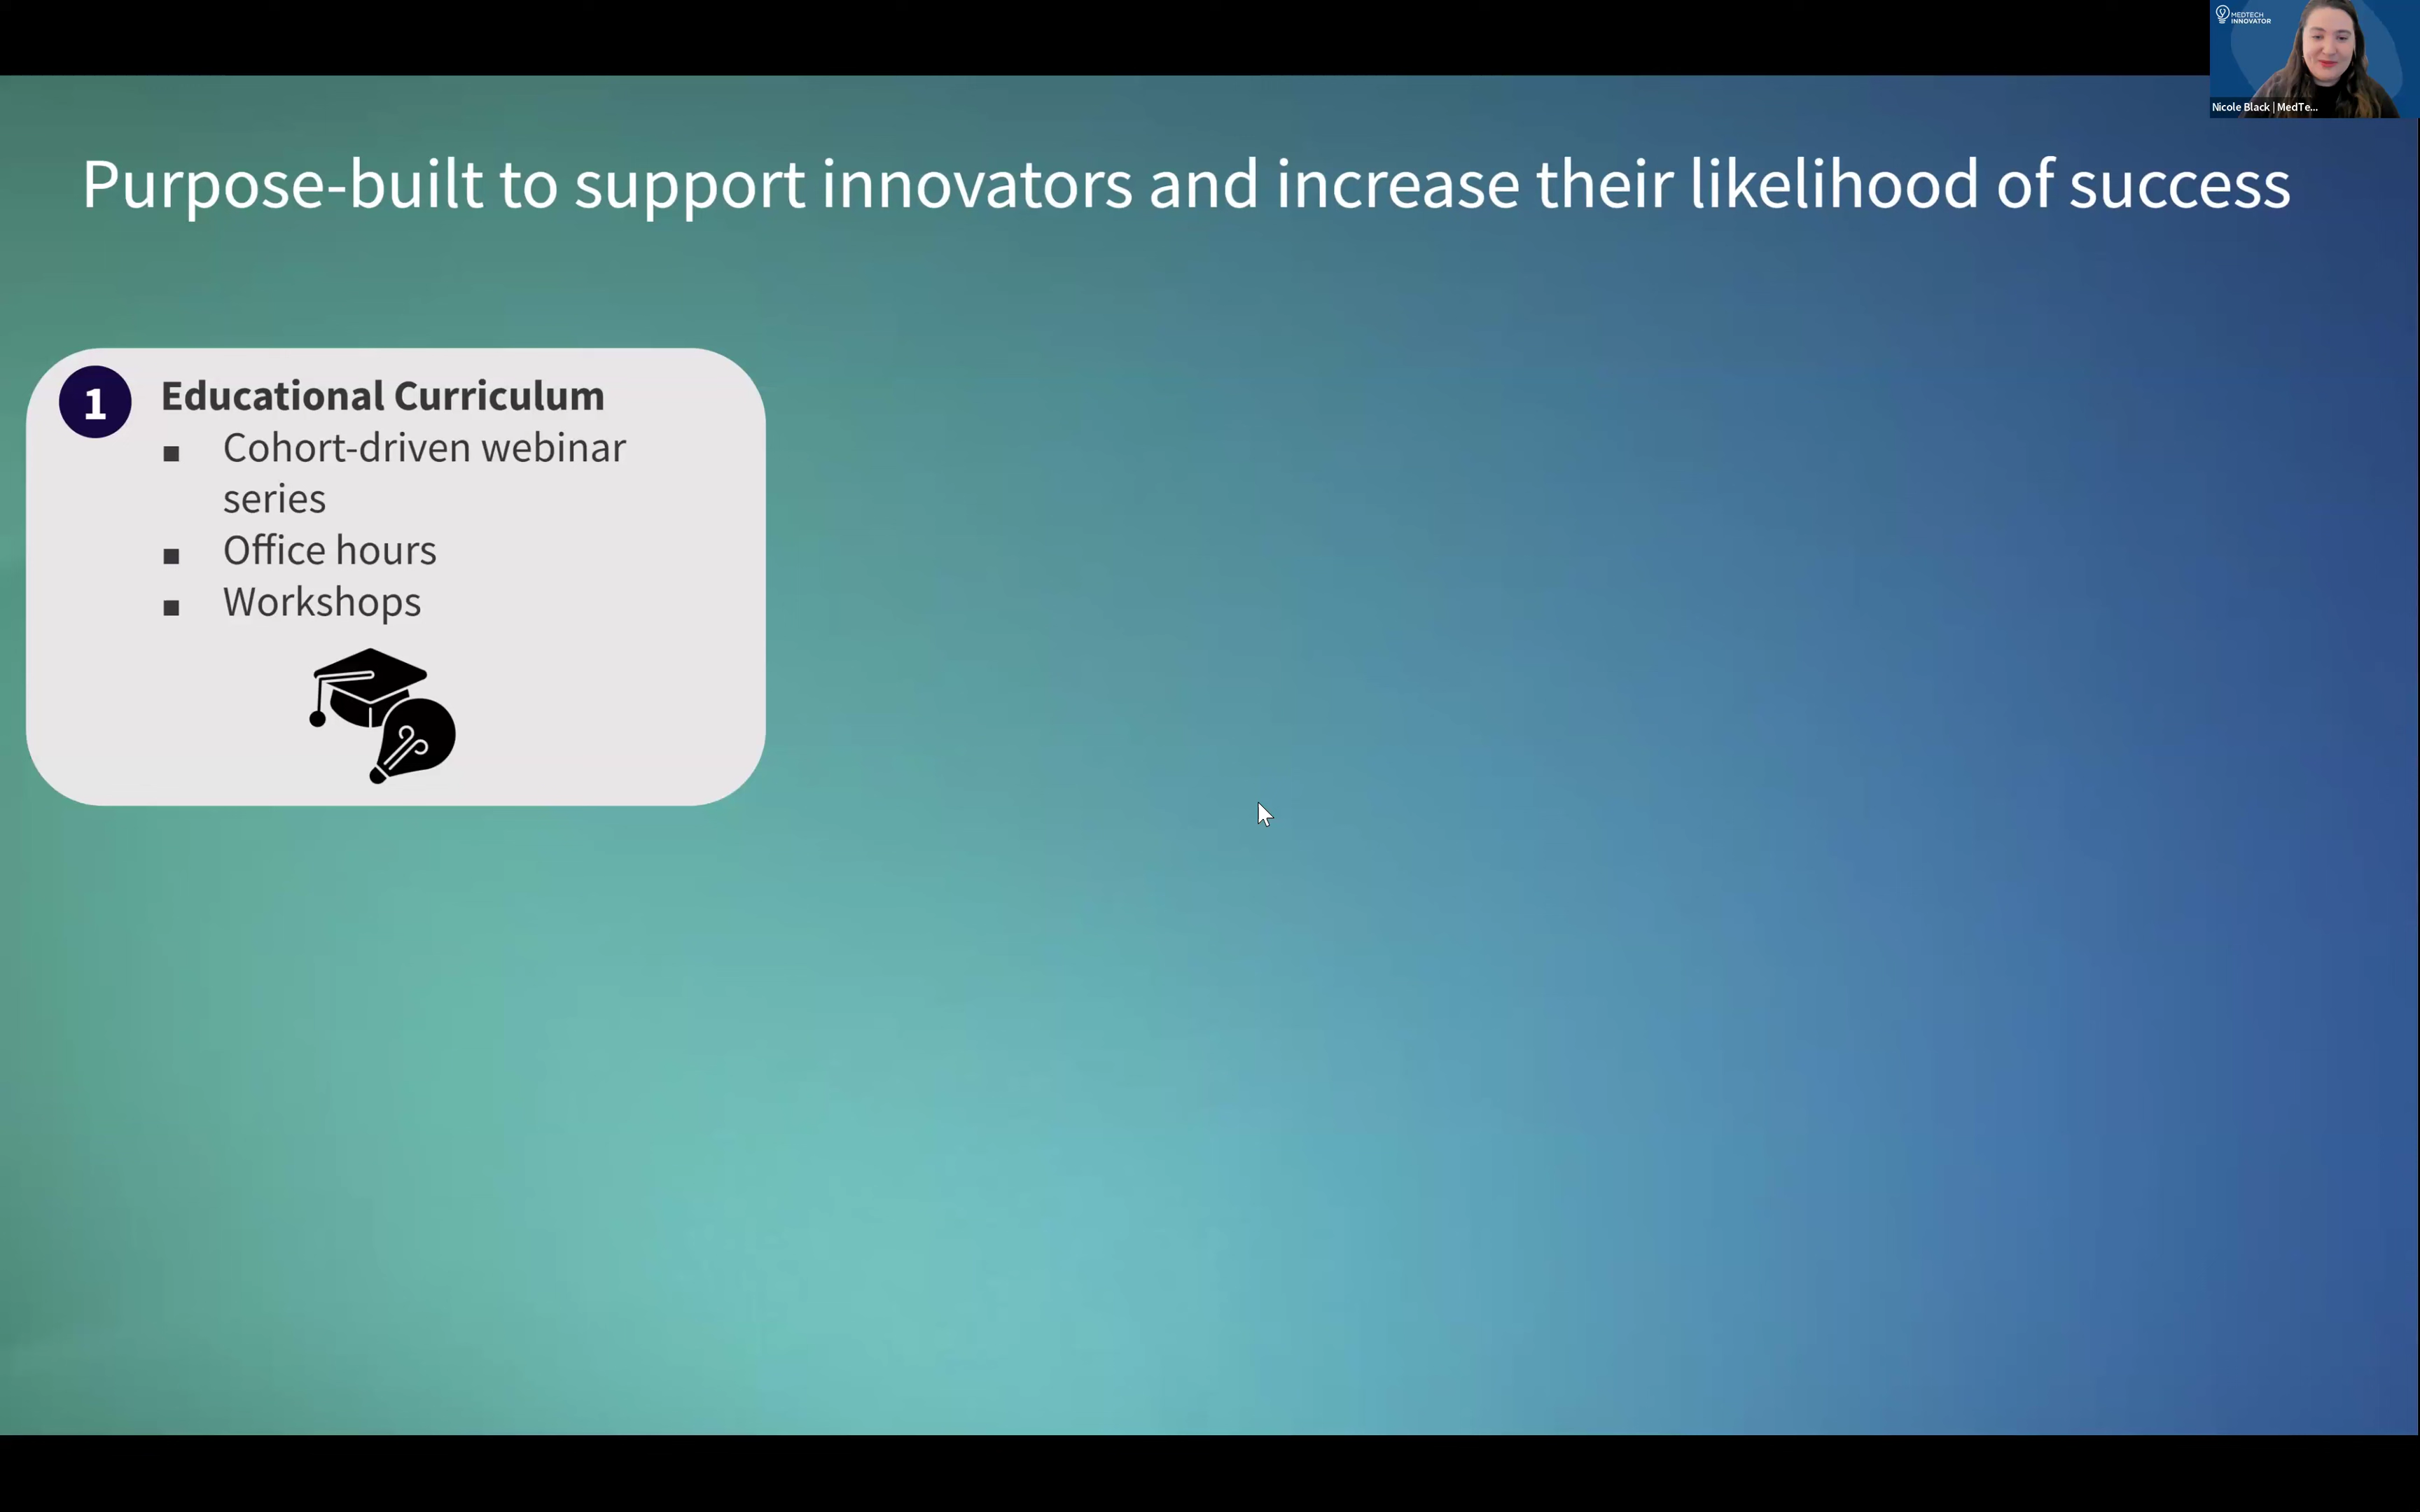 MEDTECH
INNOVATOR
Nicole Black | MedTe...
Purpose-built to support innovators and increase their likelihood of success
1
Educational Curriculum
■ Cohort-driven webinar
series
■ Office hours
■ Workshops